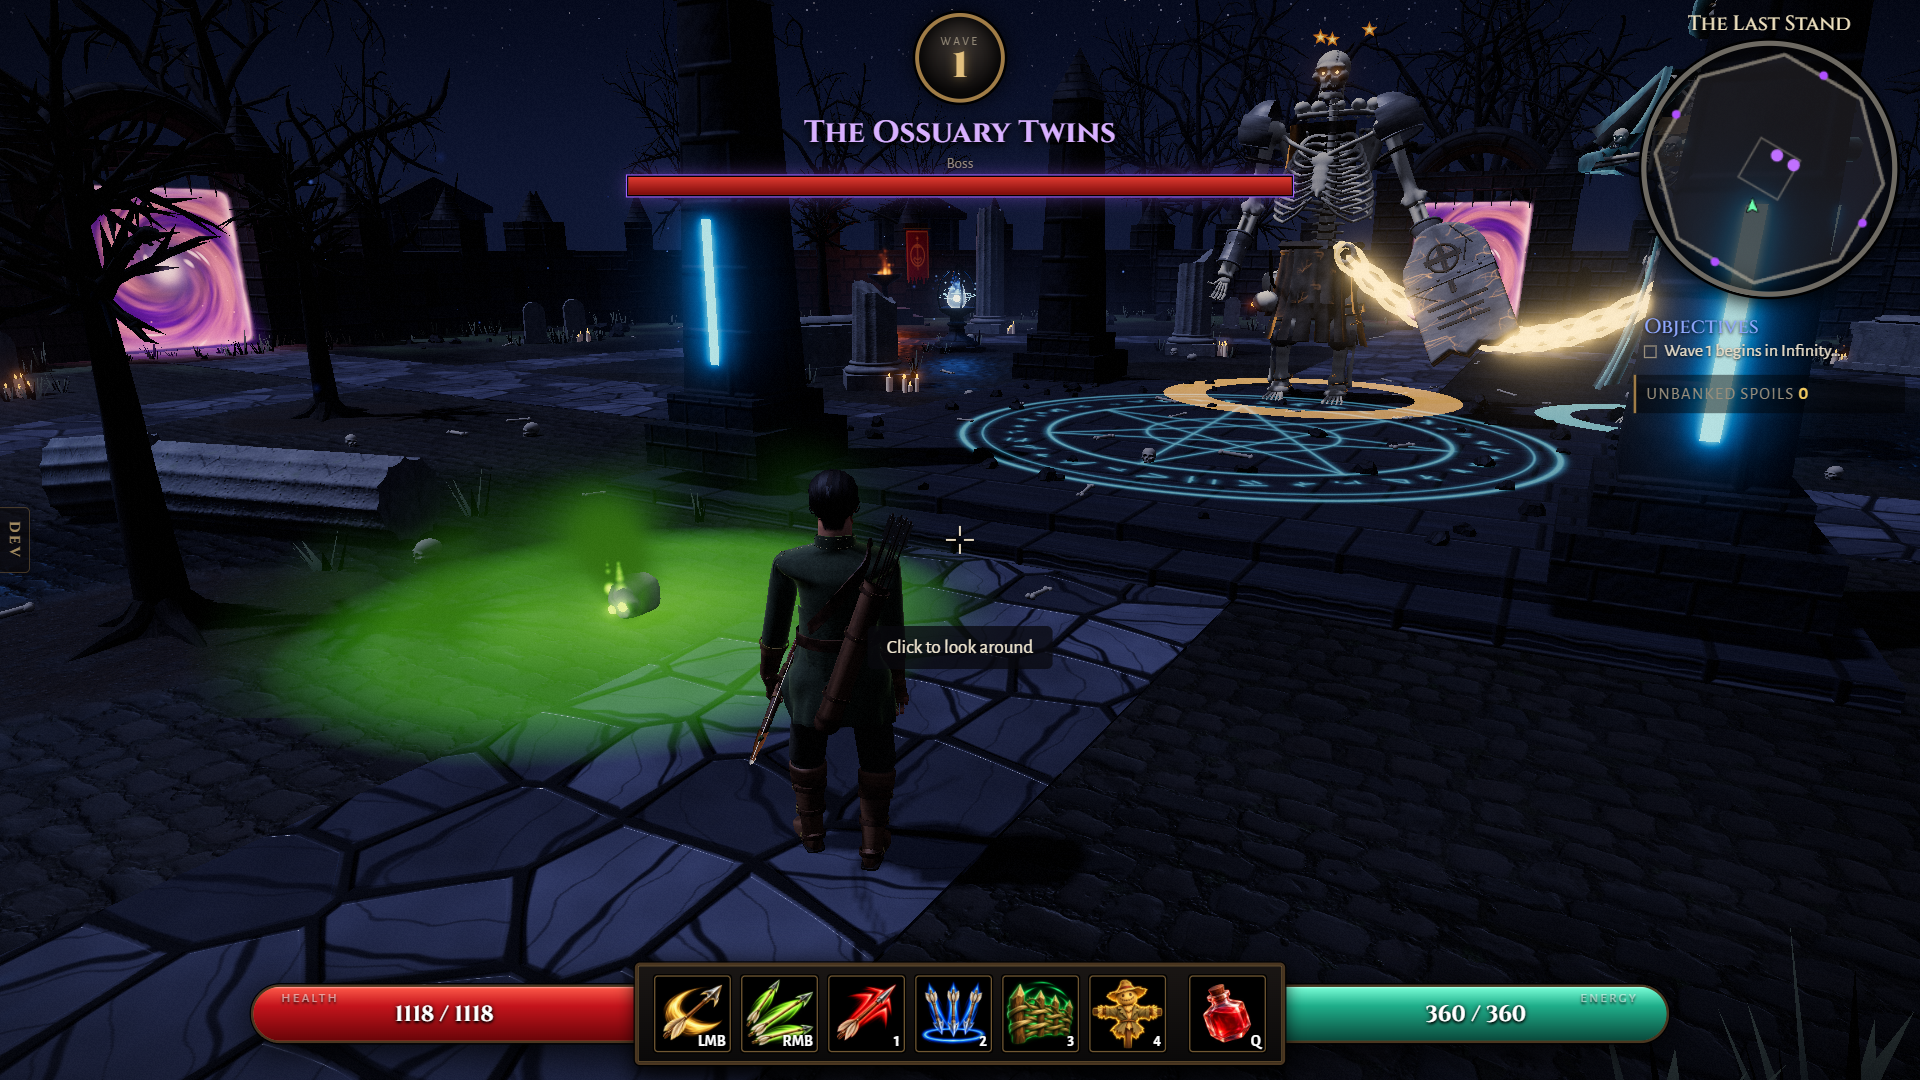 WAVE
1
THE OSSUARY TWINS
Boss
THE LAST STAND
OBJECTIVES
Wave 1 begins in Infinity...
UNBANKED SPOILS 0
DEV
Click to look around
HEALTH
1118 / 1118
LMB
RMB
1
2
3
4
Q
ENERGY
360 / 360